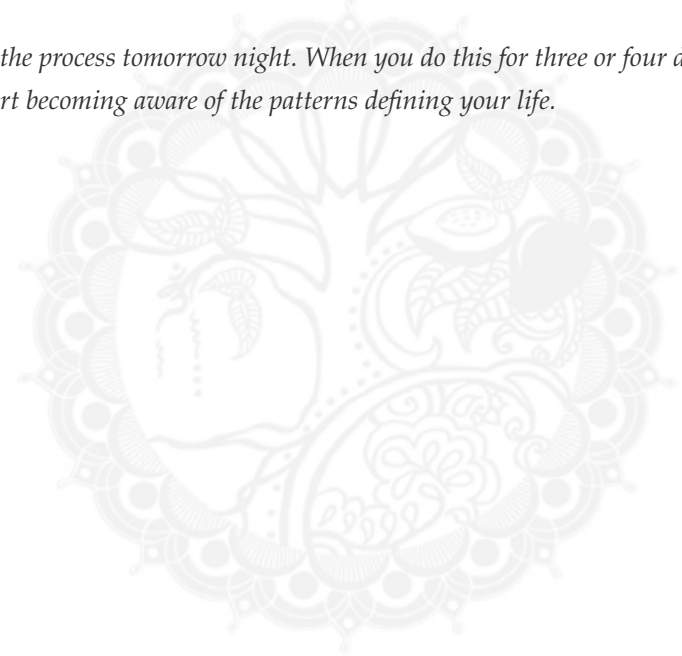 the process tomorrow night. When you do this for three or four
rt becoming aware of the patterns defining your life.